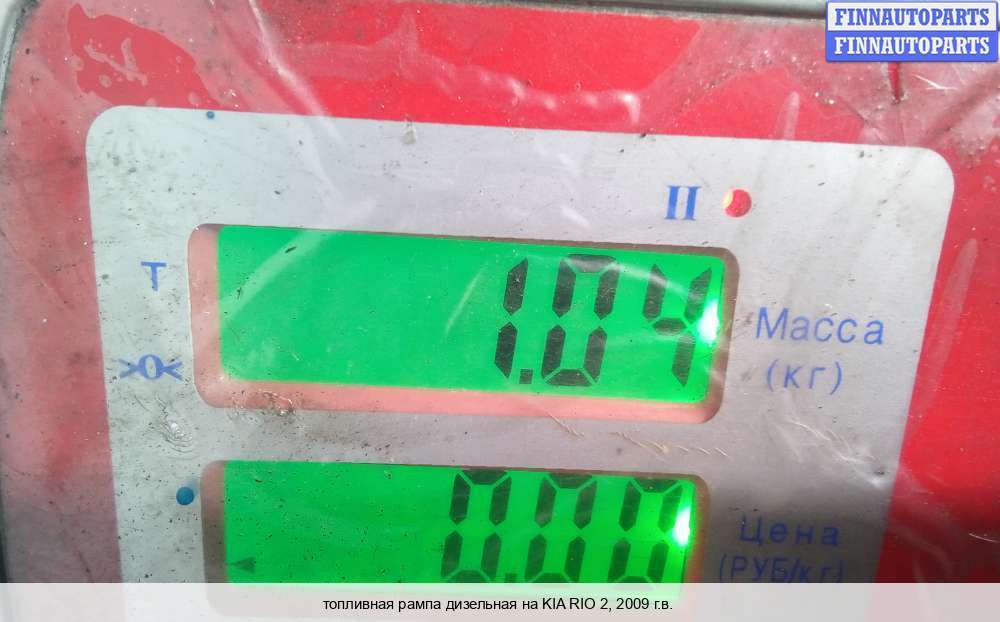 FINNAUTOPARTS
FINNAUTOPARTS
II
T
1.04
Масса
(кг)
>0<
0.00
Цена
(РУБ/кг)
топливная рампа дизельная на KIA RIO 2, 2009 г.в.